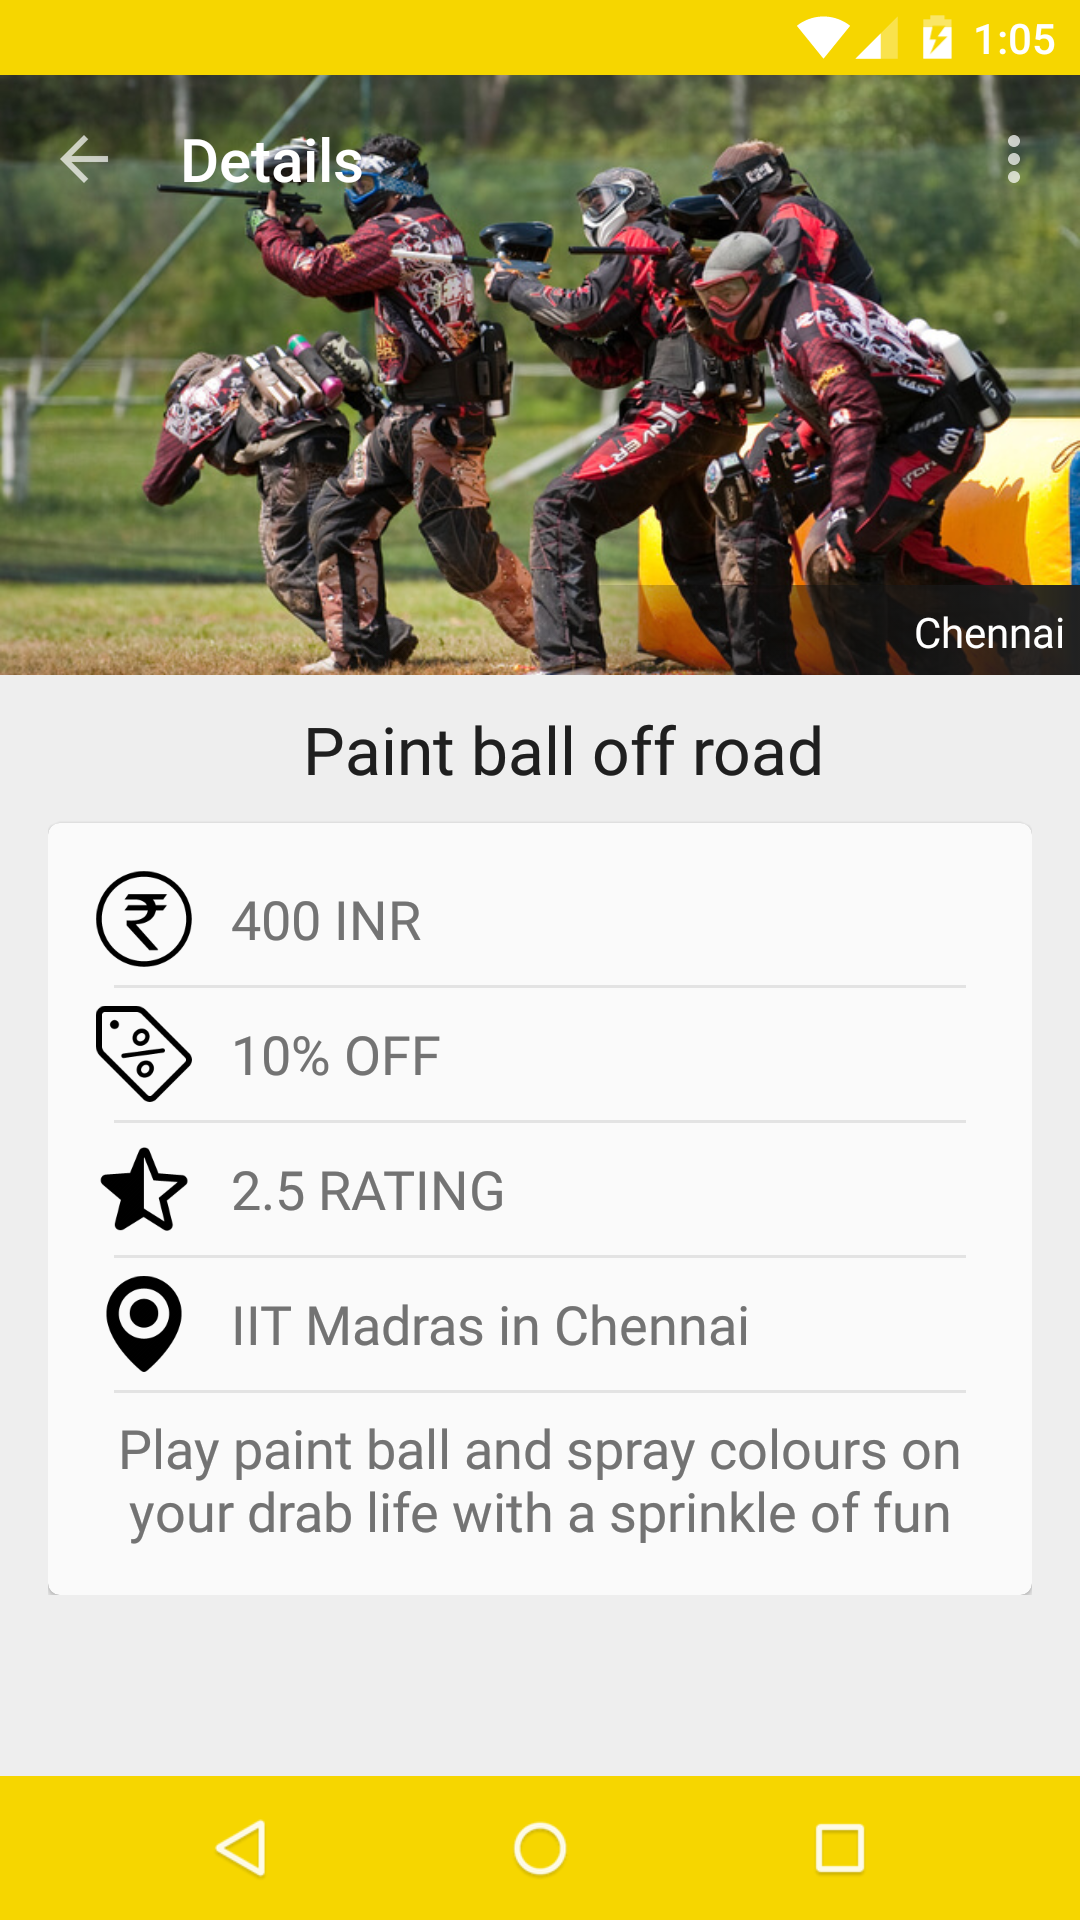 1:05
Details
Chennai
Paint ball off road
₹
400 INR
%
10% OFF
2.5 RATING
IIT Madras in Chennai
Play paint ball and spray colours on
your drab life with a sprinkle of fun